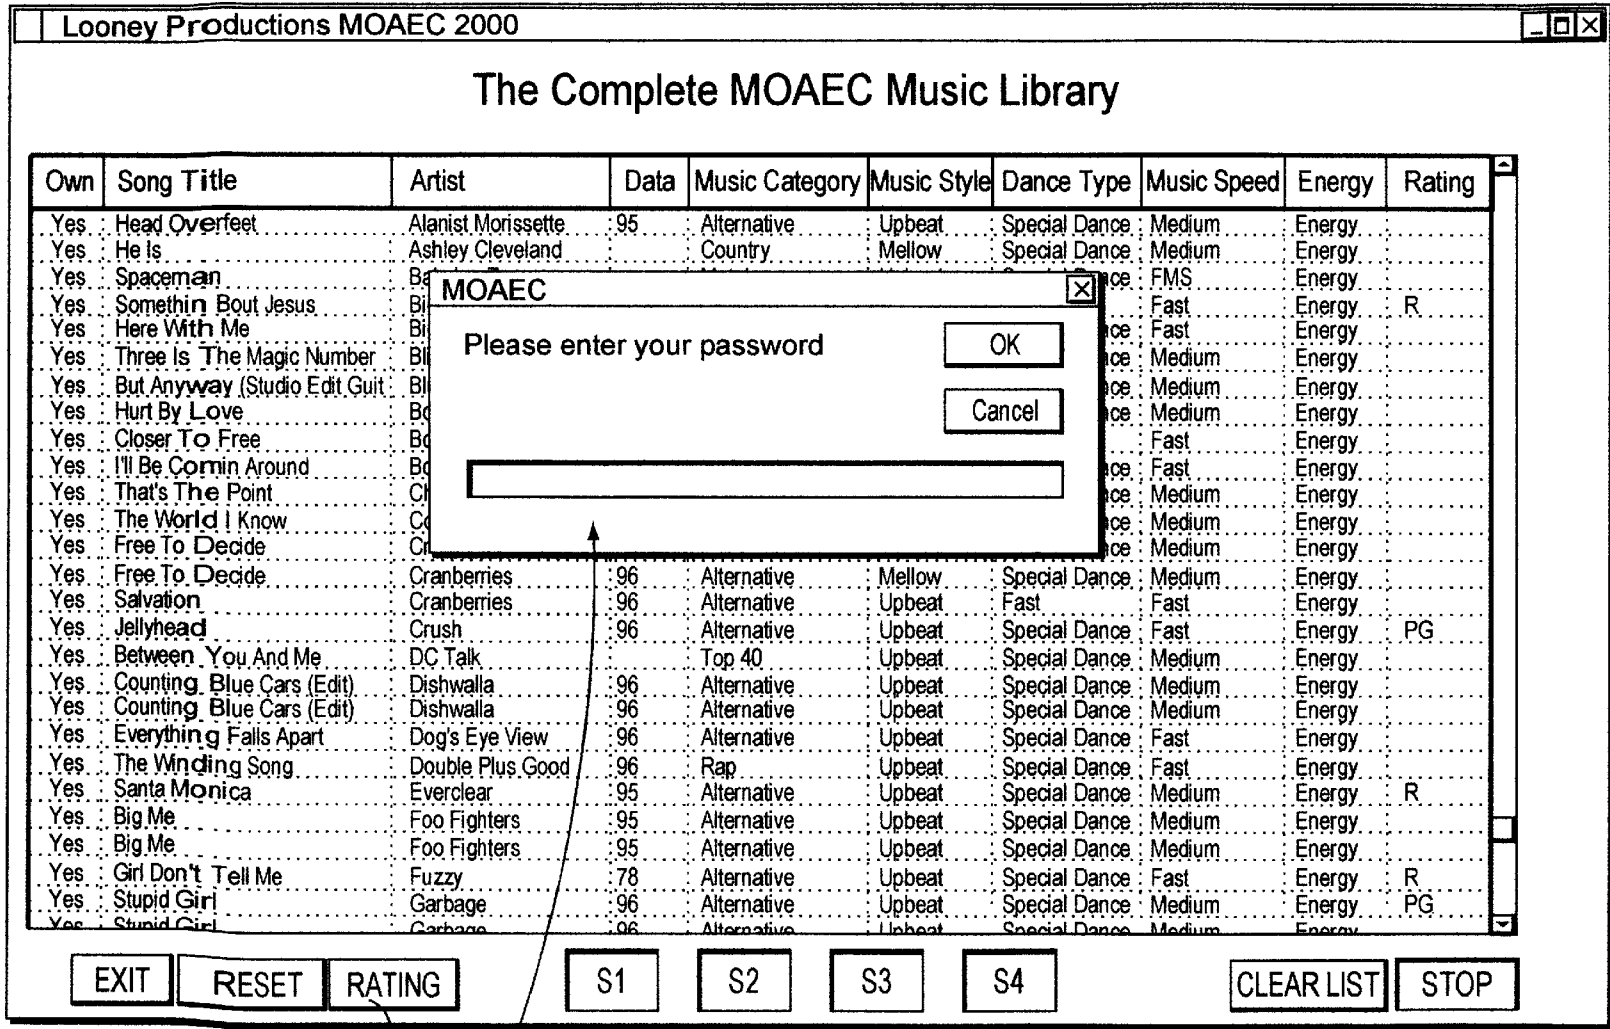 Looney Productions MOAEC 2000
The Complete MOAEC Music Library
Own Song Title Artist Data Music Category Music Style Dance Type Music Speed Energy Rating
Yes Head Overfeet Alanist Morissette 95 Alternative Upbeat Special Dance Medium Energy
Yes He Is Ashley Cleveland Country Mellow Special Dance Medium Energy
Yes Spaceman FMS Energy
Yes Somethin Bout Jesus Fast Energy R
Yes Here With Me Fast Energy
Yes Three Is The Magic Number Medium Energy
Yes But Anyway (Studio Edit Guit Medium Energy
Yes Hurt By Love Medium Energy
Yes Closer To Free Fast Energy
Yes I'll Be Comin Around Fast Energy
Yes That's The Point Medium Energy
Yes The World I Know Medium Energy
Yes Free To Decide Medium Energy
MOAEC
Please enter your password
OK
Cancel
Yes Free To Decide Cranberries 96 Alternative Mellow Special Dance Medium Energy
Yes Salvation Cranberries 96 Alternative Upbeat Fast Fast Energy
Yes Jellyhead Crush 96 Alternative Upbeat Special Dance Fast Energy PG
Yes Between You And Me DC Talk Top 40 Upbeat Special Dance Medium Energy
Yes Counting Blue Cars (Edit) Dishwalla 96 Alternative Upbeat Special Dance Medium Energy
Yes Counting Blue Cars (Edit) Dishwalla 96 Alternative Upbeat Special Dance Medium Energy
Yes Everything Falls Apart Dog's Eye View 96 Alternative Upbeat Special Dance Fast Energy
Yes The Winding Song Double Plus Good 96 Rap Upbeat Special Dance Fast Energy
Yes Santa Monica Everclear 95 Alternative Upbeat Special Dance Medium Energy R
Yes Big Me Foo Fighters 95 Alternative Upbeat Special Dance Medium Energy
Yes Big Me Foo Fighters 95 Alternative Upbeat Special Dance Medium Energy
Yes Girl Don't Tell Me Fuzzy 78 Alternative Upbeat Special Dance Fast Energy R
Yes Stupid Girl Garbage 96 Alternative Upbeat Special Dance Medium Energy PG
Yes Stupid Girl Garbage 96 Alternative Upbeat Special Dance Medium Energy
EXIT RESET RATING S1 S2 S3 S4 CLEAR LIST STOP